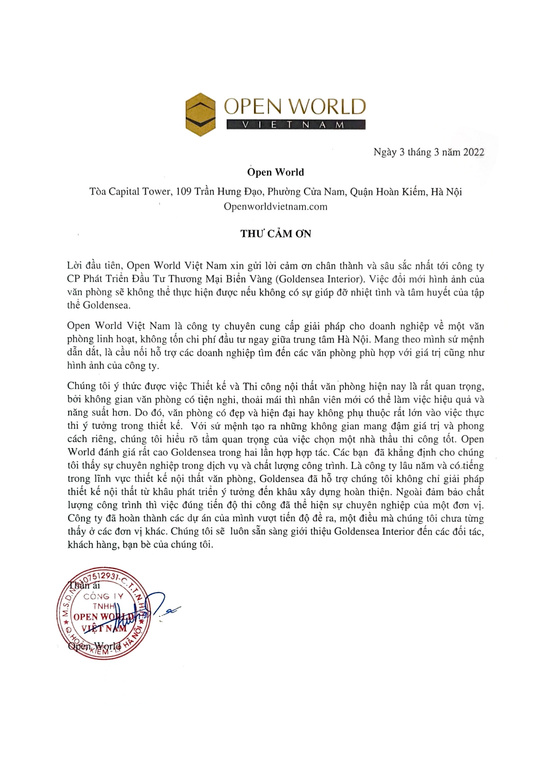 OPEN WORLD
VIETNAM
Ngày 3 tháng 3 năm 2022
Open World
Tòa Capital Tower, 109 Trần Hưng Đạo, Phường Cửa Nam, Quận Hoàn Kiếm, Hà Nội
Openworldvietnam.com
THƯ CẢM ƠN
Lời đầu tiên, Open World Việt Nam xin gửi lời cảm ơn chân thành và sâu sắc nhất tới công ty
CP Phát Triển Đầu Tư Thương Mại Biển Vàng (Goldensea Interior). Việc đổi mới hình ảnh của
văn phòng sẽ không thể thực hiện được nếu không có sự giúp đỡ nhiệt tình và tâm huyết của tập
thể Goldensea.
Open World Việt Nam là công ty chuyên cung cấp giải pháp cho doanh nghiệp về một văn
phòng linh hoạt, không tốn chi phí đầu tư ngay giữa trung tâm Hà Nội. Mang theo mình sứ mệnh
dẫn dắt, là cầu nối hỗ trợ các doanh nghiệp tìm đến các văn phòng phù hợp với giá trị cũng như
hình ảnh của công ty.
Chúng tôi ý thức được việc Thiết kế và Thi công nội thất văn phòng hiện nay là rất quan trọng,
bởi không gian văn phòng có tiện nghi, thoải mái thì nhân viên mới có thể làm việc hiệu quả và
năng suất hơn. Do đó, văn phòng có đẹp và hiện đại hay không phụ thuộc rất lớn vào việc thực
thi ý tưởng trong thiết kế. Với sứ mệnh tạo ra những không gian mang đậm giá trị và phong
cách riêng, chúng tôi hiểu rõ tầm quan trọng của việc chọn một nhà thầu thi công tốt. Open
World đánh giá rất cao Goldensea trong hai lần hợp hợp tác. Các bạn đã khẳng định cho chúng
tôi thấy sự chuyên nghiệp trong dịch vụ và chất lượng công trình. Là công ty lâu năm và có tiếng
trong lĩnh vực thiết kế nội thất văn phòng, Goldensea đã hỗ trợ chúng tôi không chỉ giải pháp
thiết kế nội thất từ khâu phát triển ý tưởng đến khâu xây dựng hoàn thiện. Ngoài đảm bảo chất
lượng công trình thì việc đúng tiến độ thi công đã thể hiện sự chuyên nghiệp của một đơn vị.
Công ty đã hoàn thành các dự án của mình vượt tiến độ đề ra, một điều mà chúng tôi chưa từng
thấy ở các đơn vị khác. Chúng tôi sẽ luôn sẵn sàng giới thiệu Goldensea Interior đến các đối tác,
khách hàng, bạn bè của chúng tôi.
Thân ái
CÔNG TY
TNHH
OPEN WORLD
VIỆT NAM
Open World